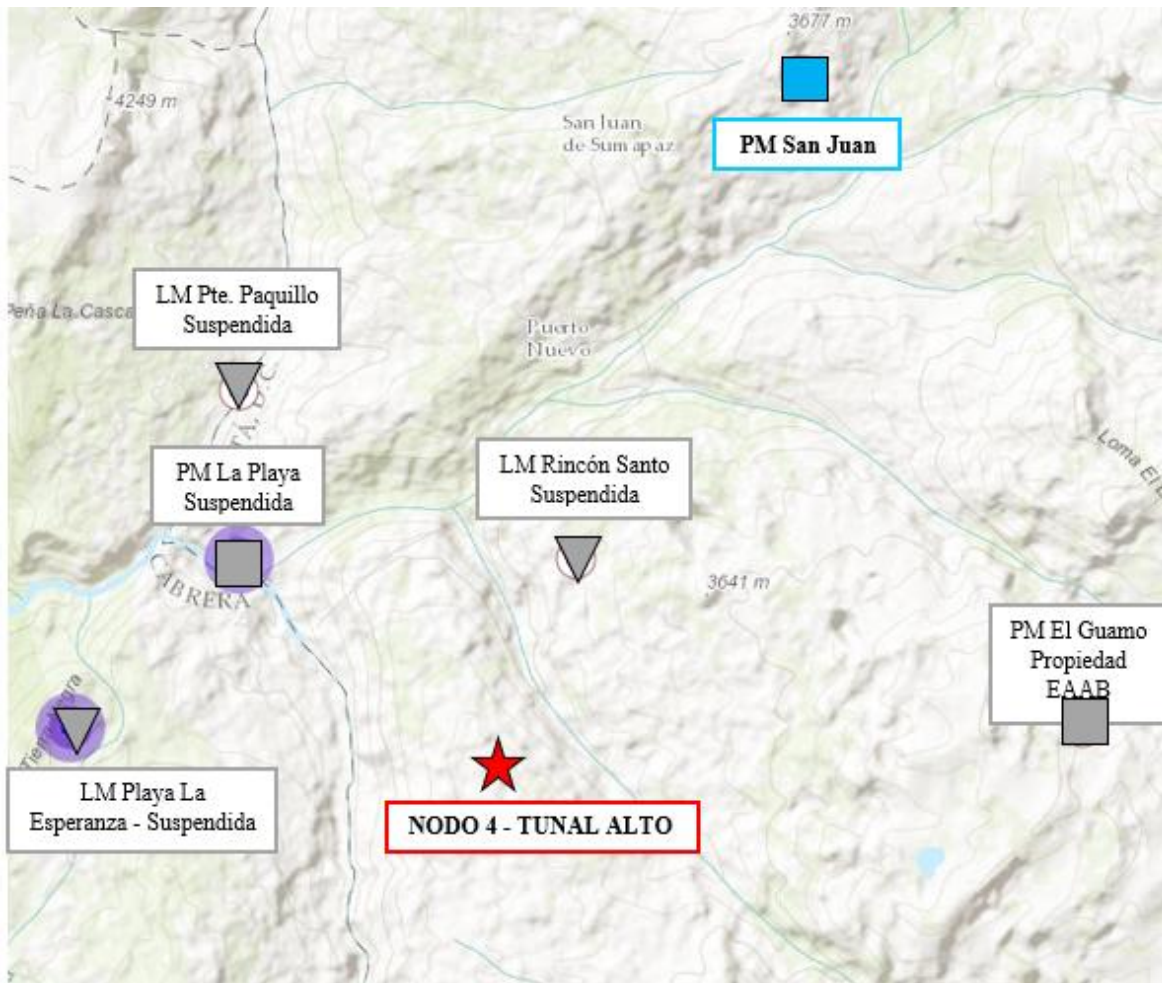 3677 m
4249 m
San Juan
de Sumapaz
PM San Juan
LM Pte. Paquillo
Suspendida
Peña La Casca
Puerto
Nuevo
TA, D.C.
PM La Playa
Suspendida
LM Rincón Santo
Suspendida
Loma El
CABRERA
3641 m
PM El Guamo
Propiedad
EAAB
LM Playa La
Esperanza - Suspendida
NODO 4 - TUNAL ALTO